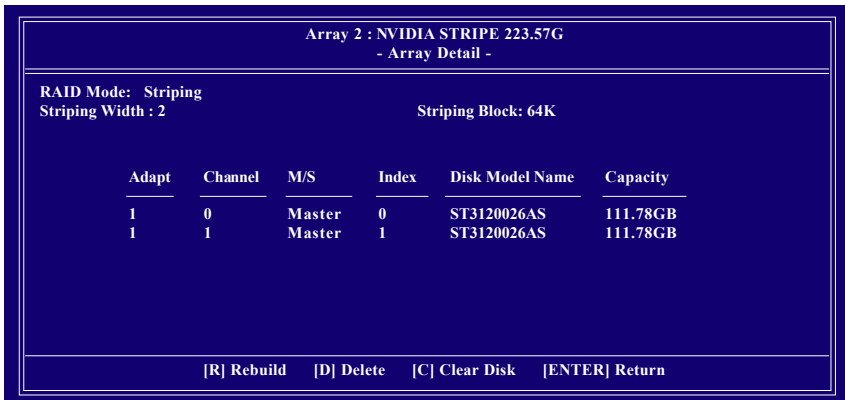 Array 2 : NVIDIA STRIPE 223.57G
- Array Detail -
RAID Mode: Striping
Striping Width : 2 Striping Block: 64K
Adapt Channel M/S Index Disk Model Name Capacity
1 0 Master 0 ST3120026AS 111.78GB
1 1 Master 1 ST3120026AS 111.78GB
[R] Rebuild [D] Delete [C] Clear Disk [ENTER] Return